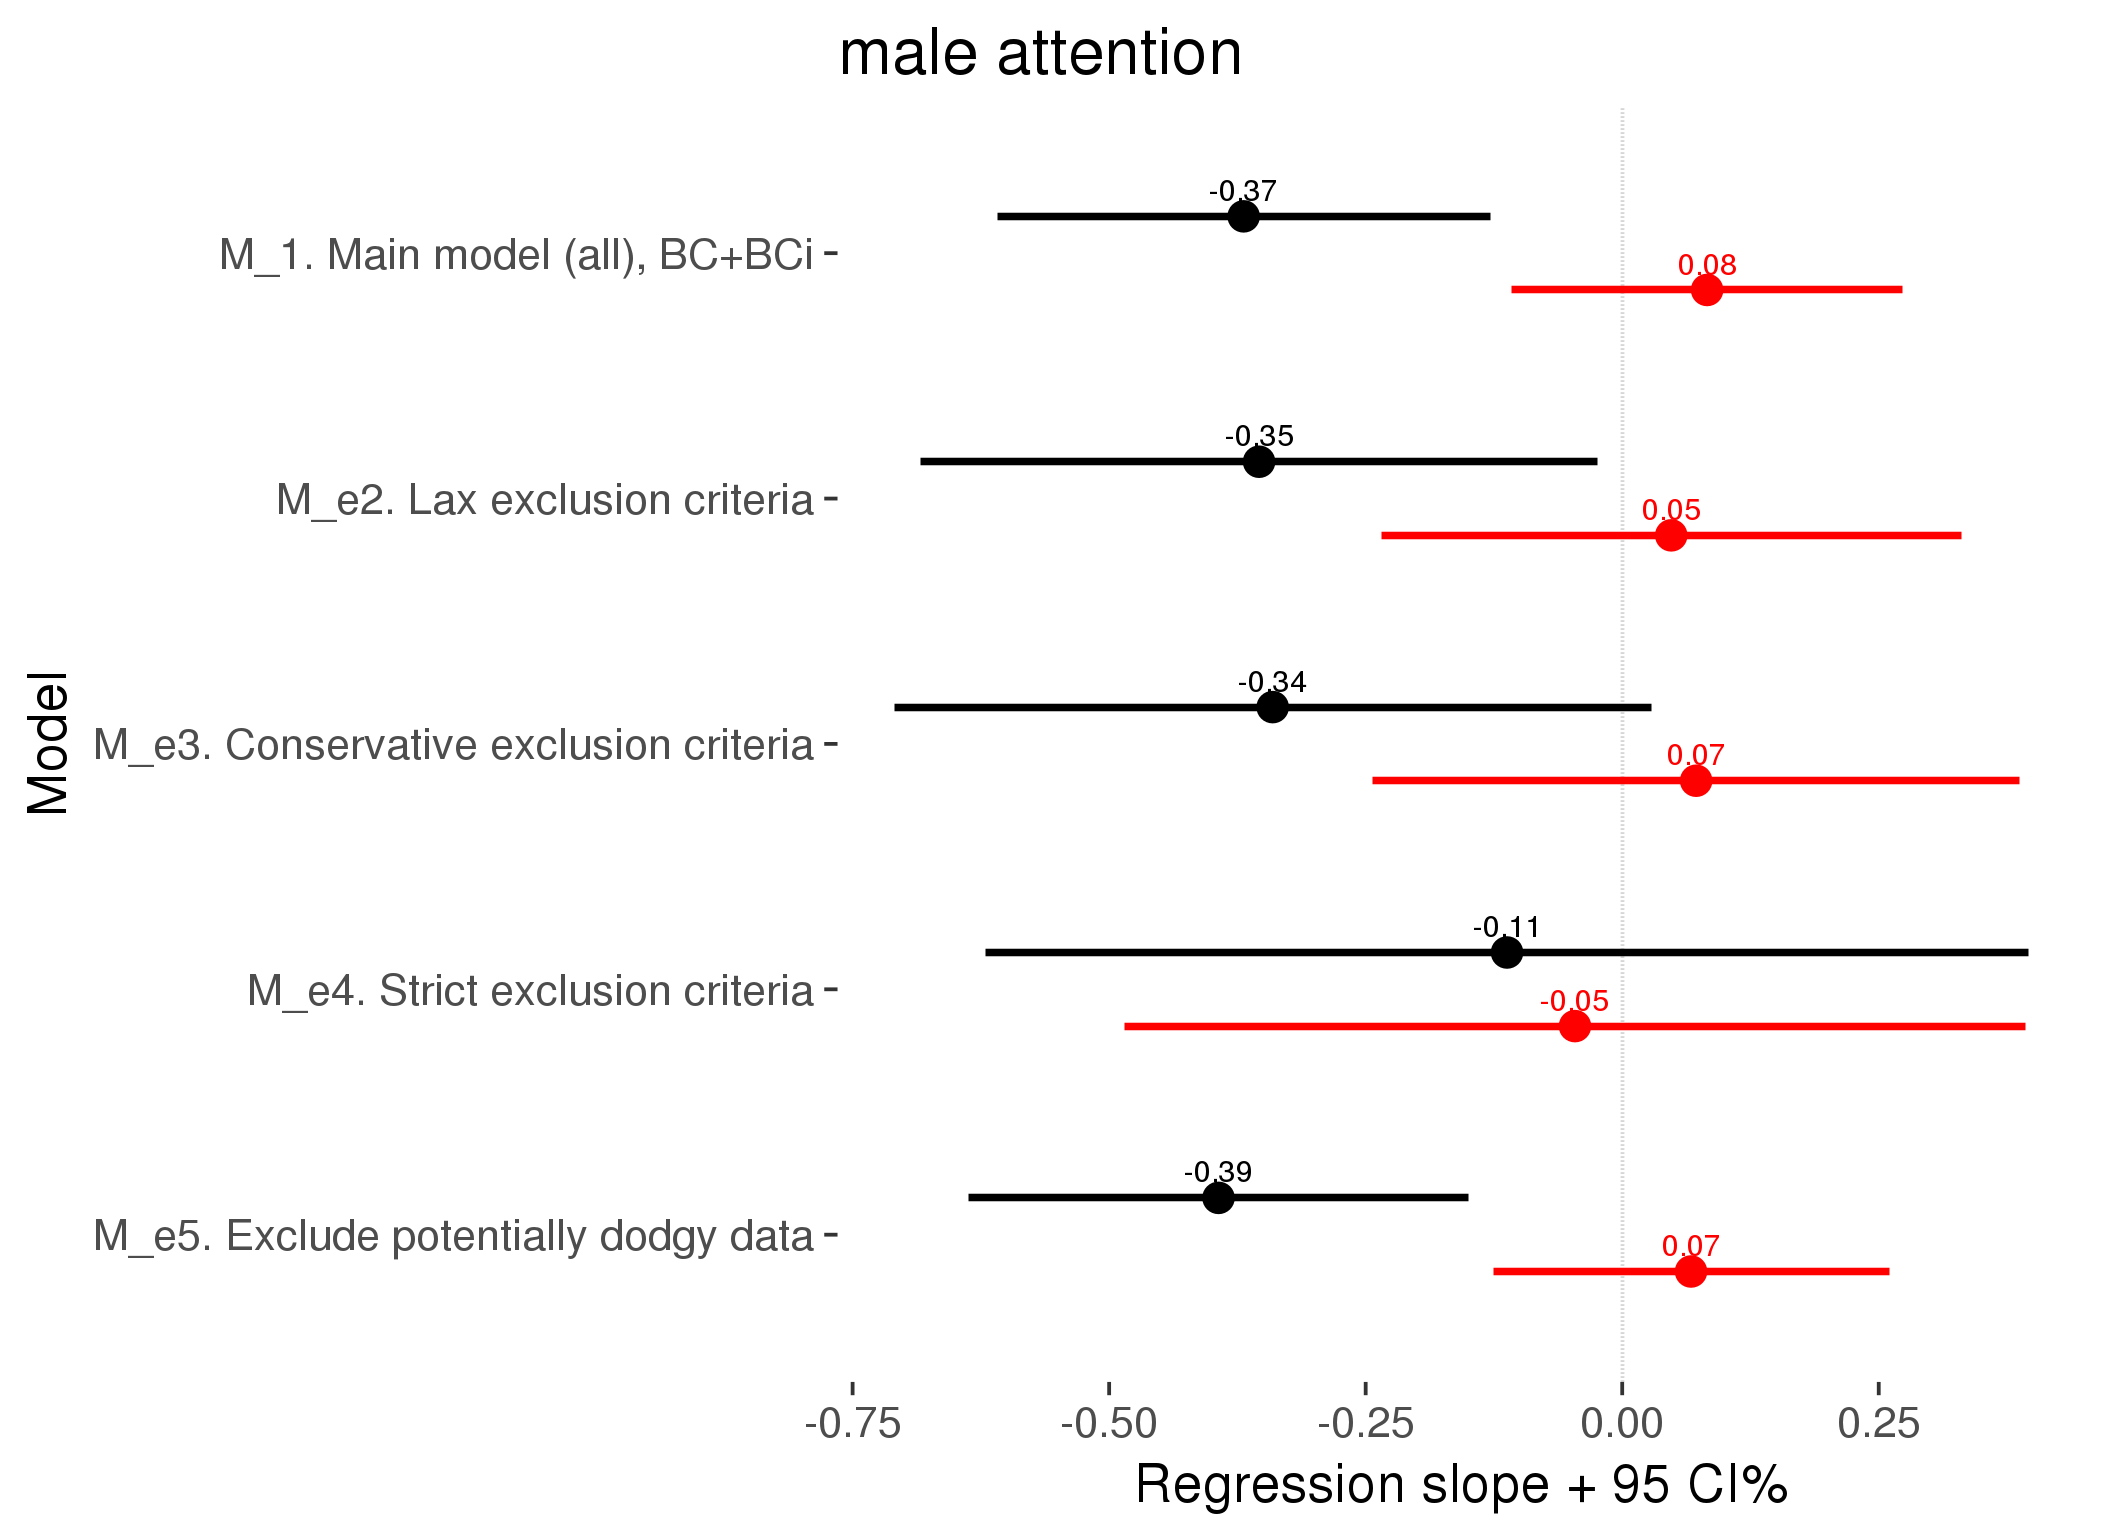 male attention
-0.37
M_1. Main model (all), BC+BCi
0.08
-0.35
M_e2. Lax exclusion criteria
0.05
-0.34
M_e3. Conservative exclusion criteria
0.07
Model
-0.11
M_e4. Strict exclusion criteria
-0.05
-0.39
M_e5. Exclude potentially dodgy data
0.07
-0.75 -0.50 -0.25 0.00 0.25
Regression slope + 95 CI%